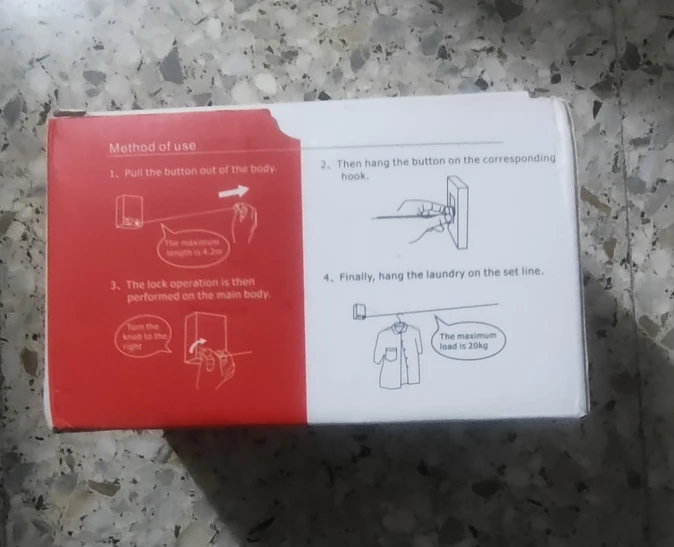 Method of use
1、Pull the button out of the body.
The maximum
length is 4.2m
2、Then hang the button on the corresponding
hook.
3、The lock operation is then
performed on the main body.
Turn the
knob to the
right
4、Finally, hang the laundry on the set line.
The maximum
load is 20kg